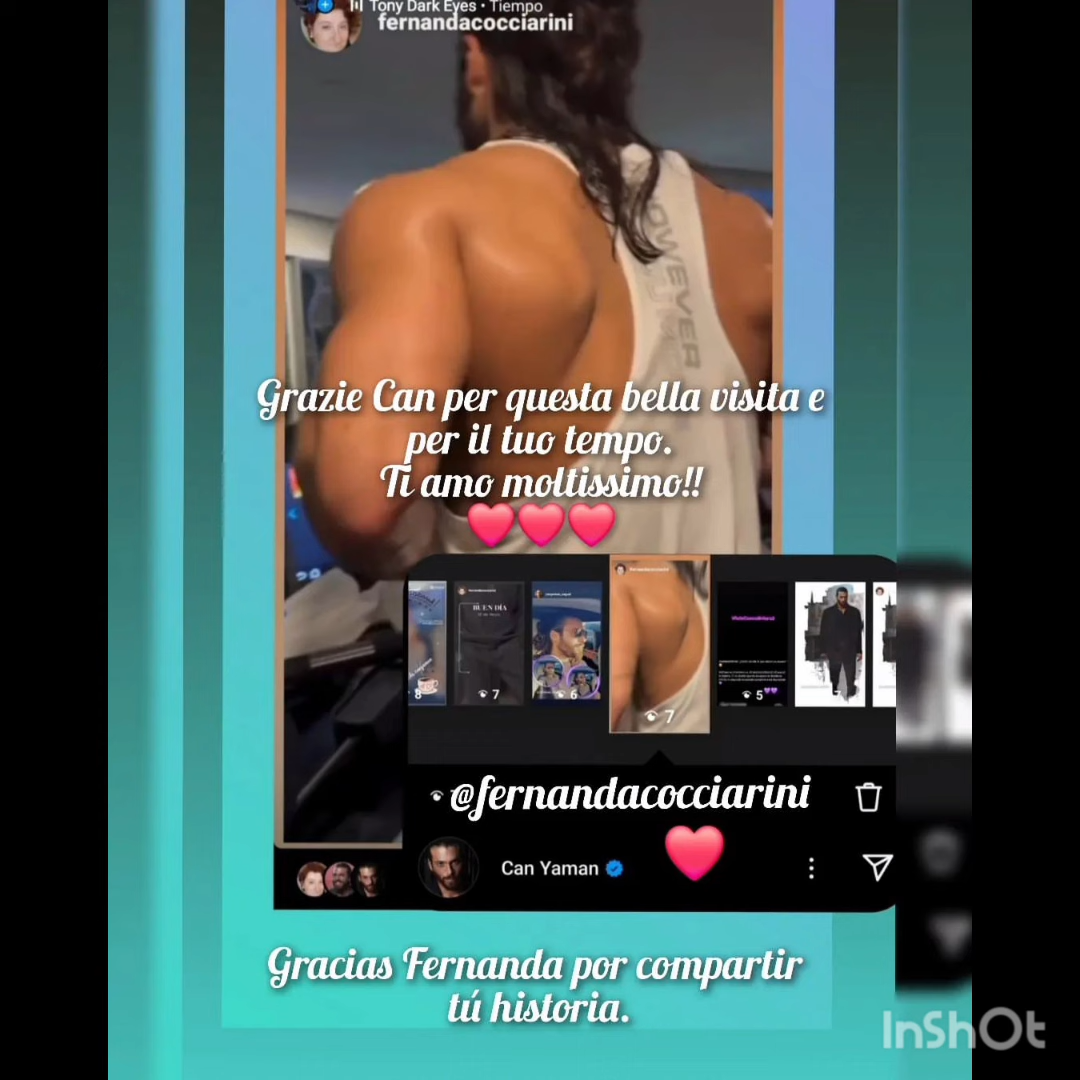 Tony Dark Eyes • Tiempo
fernandacocciarini
OWEVER
Grazie Can per questa bella visita e
per il tuo tempo.
Ti amo moltissimo!!
BUEN DÍA
8
7
6
7
5
@fernandacocciarini
Can Yaman
Gracias Fernanda por compartir
tú historia.
InShOt